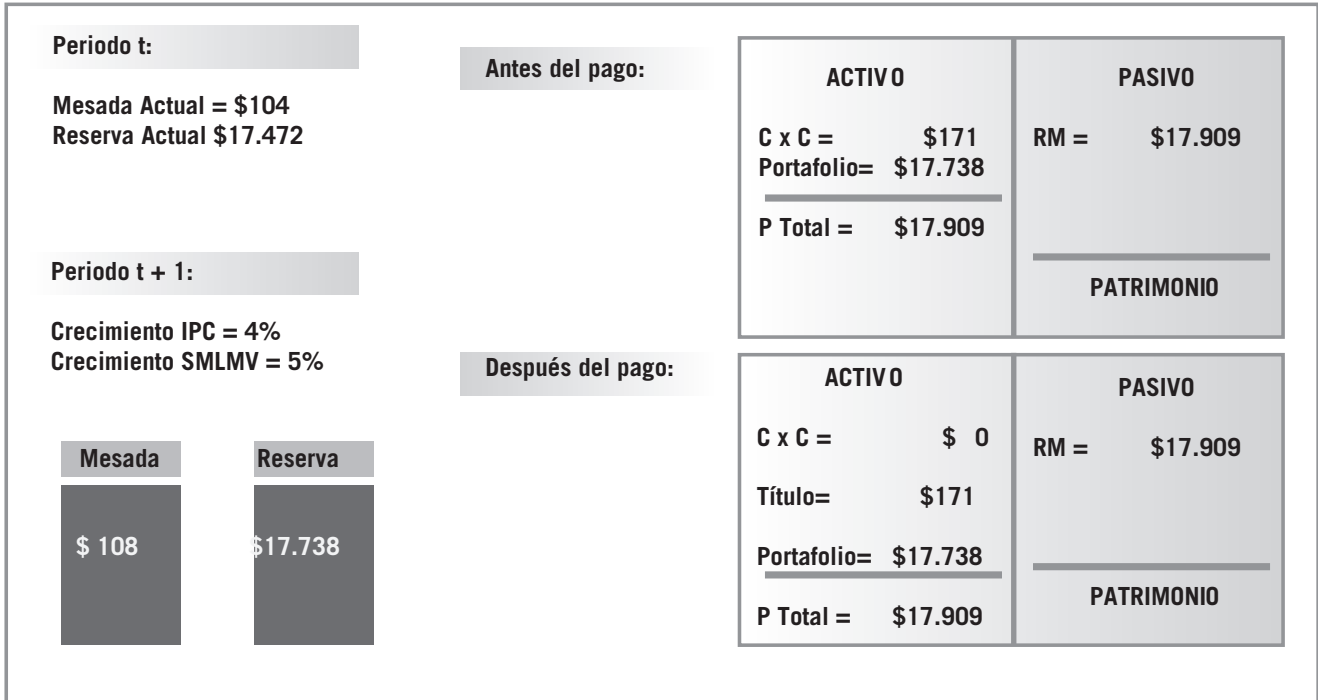 Periodo t:
Mesada Actual = $104
Reserva Actual $17.472
Periodo t + 1:
Crecimiento IPC = 4%
Crecimiento SMLMV = 5%
Mesada
$ 108
Reserva
$17.738
Antes del pago:
ACTIVO
C x C = $171
Portafolio= $17.738
P Total = $17.909
PASIVO
RM = $17.909
PATRIMONIO
Después del pago:
ACTIVO
C x C = $ 0
Título= $171
Portafolio= $17.738
P Total = $17.909
PASIVO
RM = $17.909
PATRIMONIO